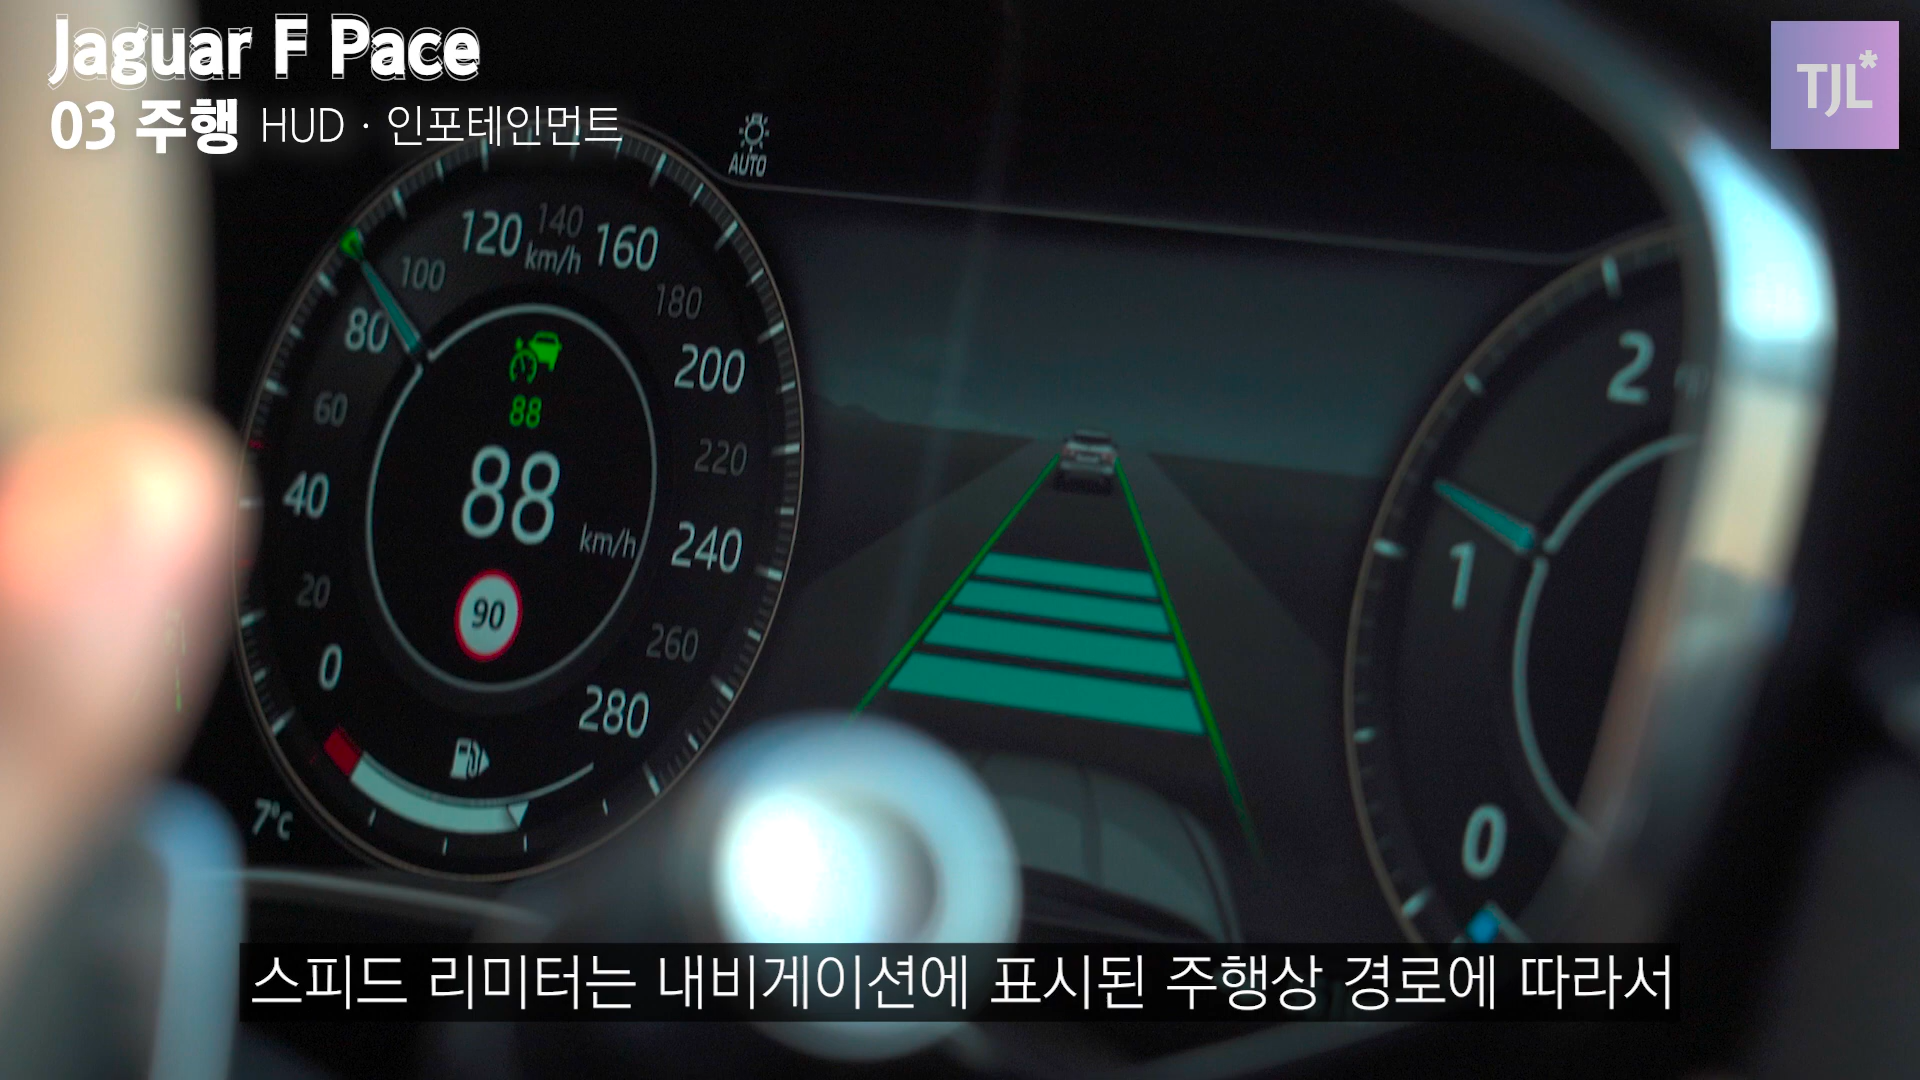 Jaguar F Pace
TJL*
03 주행 HUD · 인포테인먼트
AUTO
120 140 160
km/h
100 180
80 200
60 220
40 240
20 260
0 280
88
88 km/h
90
7°C
2
1
0
스피드 리미터는 내비게이션에 표시된 주행상 경로에 따라서